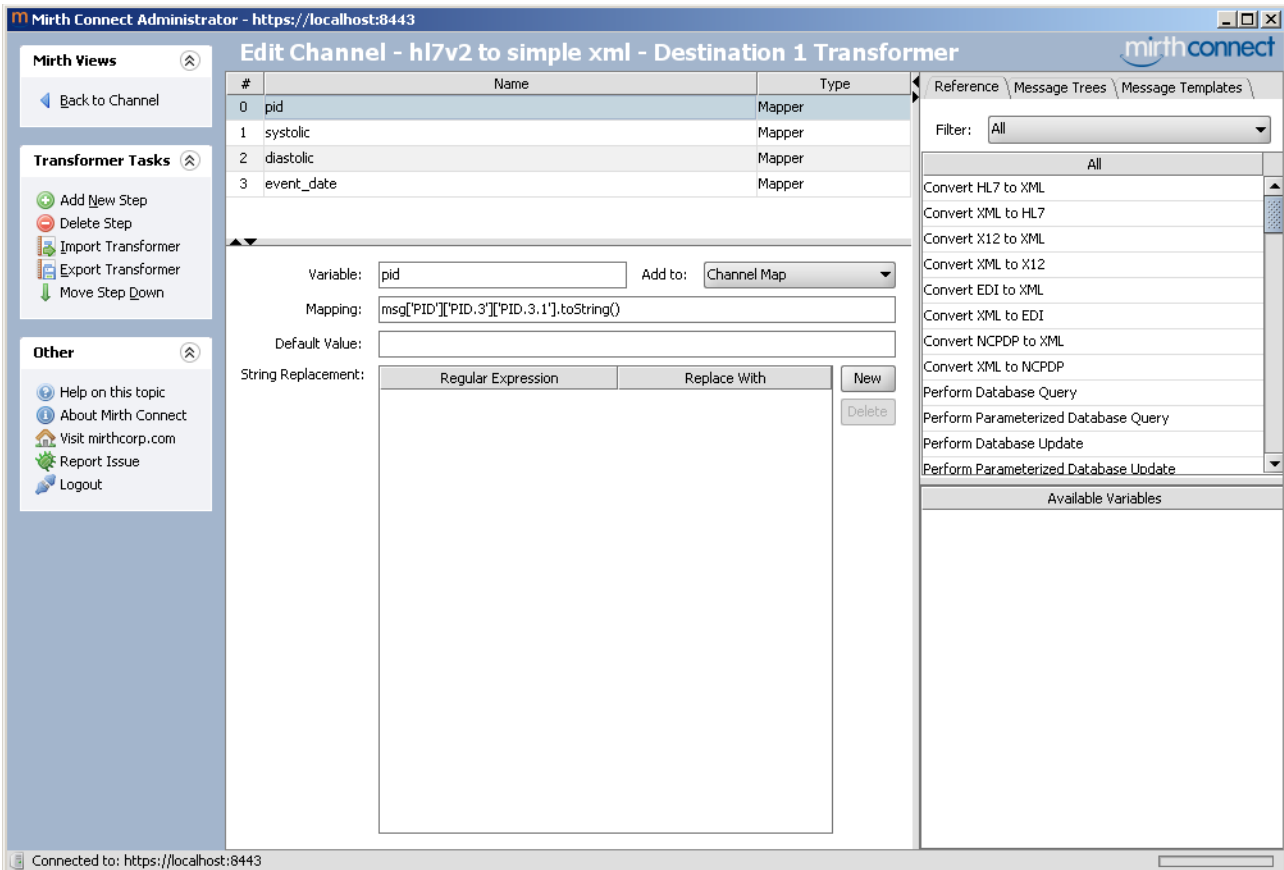 Mirth Connect Administrator - https://localhost:8443
Edit Channel - hl7v2 to simple xml - Destination 1 Transformer
mirthconnect
Mirth Views
Back to Channel
Transformer Tasks
Add New Step
Delete Step
Import Transformer
Export Transformer
Move Step Down
Other
Help on this topic
About Mirth Connect
Visit mirthcorp.com
Report Issue
Logout
# Name Type
0 pid Mapper
1 systolic Mapper
2 diastolic Mapper
3 event_date Mapper
Variable: pid Add to: Channel Map
Mapping: msg['PID']['PID.3']['PID.3.1'].toString()
Default Value:
String Replacement: Regular Expression Replace With New
Delete
Reference Message Trees Message Templates
Filter: All
All
Convert HL7 to XML
Convert XML to HL7
Convert X12 to XML
Convert XML to X12
Convert EDI to XML
Convert XML to EDI
Convert NCPDP to XML
Convert XML to NCPDP
Perform Database Query
Perform Parameterized Database Query
Perform Database Update
Perform Parameterized Database Update
Available Variables
Connected to: https://localhost:8443